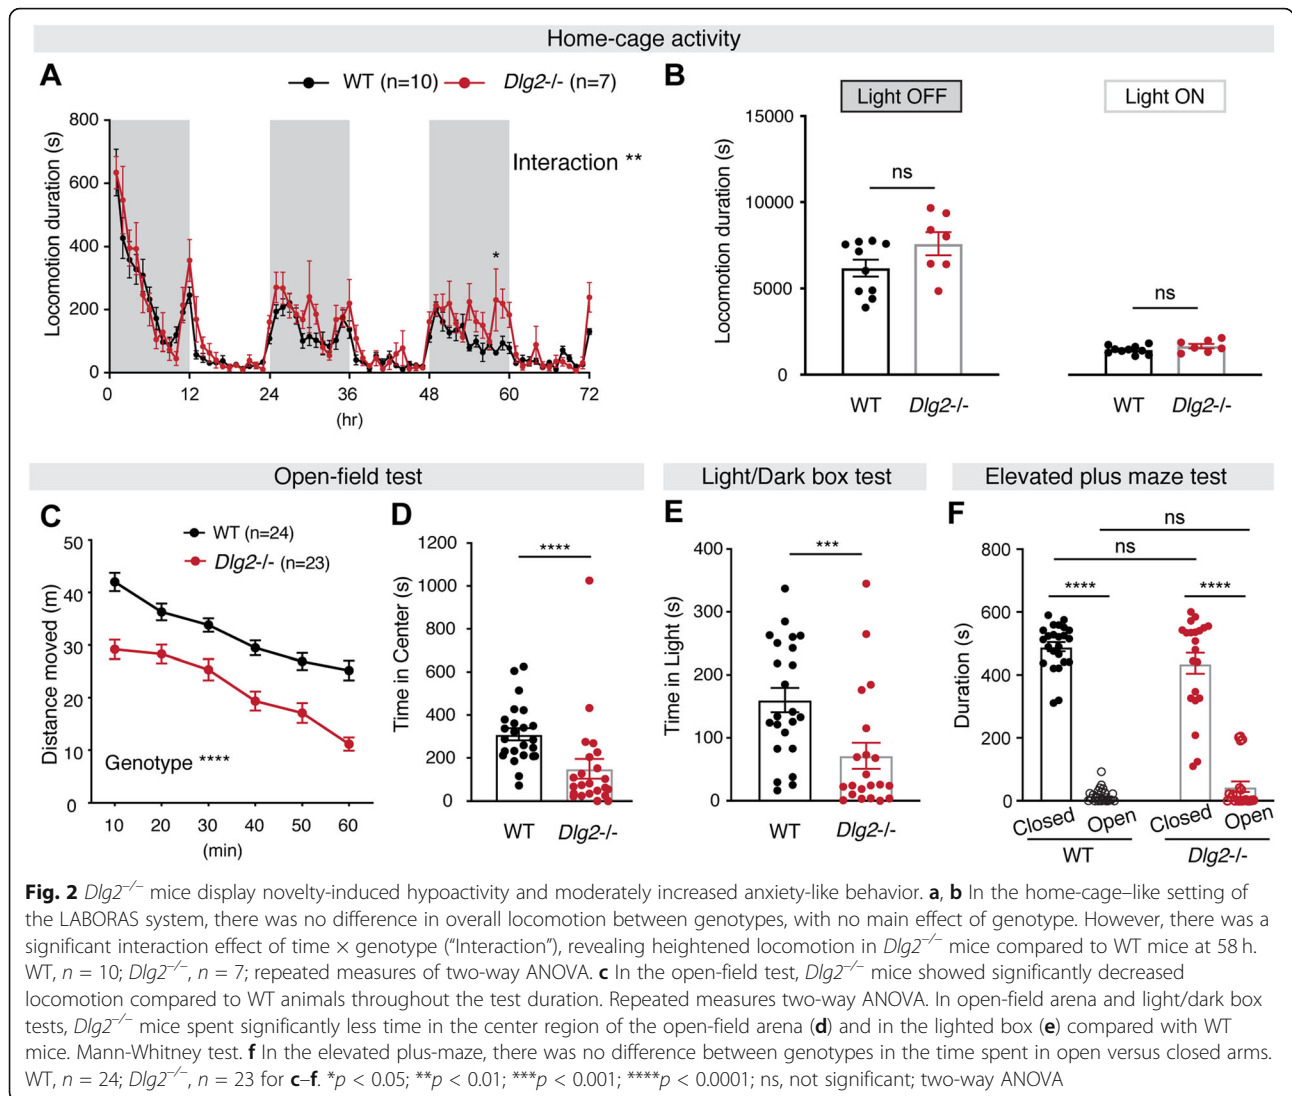 Home-cage activity
A
WT (n=10)
Dlg2-/- (n=7)
Locomotion duration (s)
800
600
400
200
0
Interaction **
*
0 12 24 36 48 60 72
(hr)
B
Light OFF
Light ON
Locomotion duration (s)
15000
10000
5000
0
ns
ns
WT Dlg2-/-
WT Dlg2-/-
Open-field test
C
WT (n=24)
Dlg2-/- (n=23)
Distance moved (m)
50
40
30
20
10
0
Genotype ****
10 20 30 40 50 60
(min)
D
Time in Center (s)
1200
1000
800
600
400
200
0
****
WT Dlg2-/-
Light/Dark box test
E
Time in Light (s)
400
300
200
100
0
***
WT Dlg2-/-
Elevated plus maze test
F
Duration (s)
800
600
400
200
0
ns
ns
**** ****
Closed Open Closed Open
WT Dlg2-/-
Fig. 2 Dlg2−/− mice display novelty-induced hypoactivity and moderately increased anxiety-like behavior. a, b In the home-cage–like setting of
the LABORAS system, there was no difference in overall locomotion between genotypes, with no main effect of genotype. However, there was a
significant interaction effect of time × genotype (“Interaction”), revealing heightened locomotion in Dlg2−/− mice compared to WT mice at 58 h.
WT, n = 10; Dlg2−/−, n = 7; repeated measures of two-way ANOVA. c In the open-field test, Dlg2−/− mice showed significantly decreased
locomotion compared to WT animals throughout the test duration. Repeated measures two-way ANOVA. In open-field arena and light/dark box
tests, Dlg2−/− mice spent significantly less time in the center region of the open-field arena (d) and in the lighted box (e) compared with WT
mice. Mann-Whitney test. f In the elevated plus-maze, there was no difference between genotypes in the time spent in open versus closed arms.
WT, n = 24; Dlg2−/−, n = 23 for c–f. *p < 0.05; **p < 0.01; ***p < 0.001; ****p < 0.0001; ns, not significant; two-way ANOVA